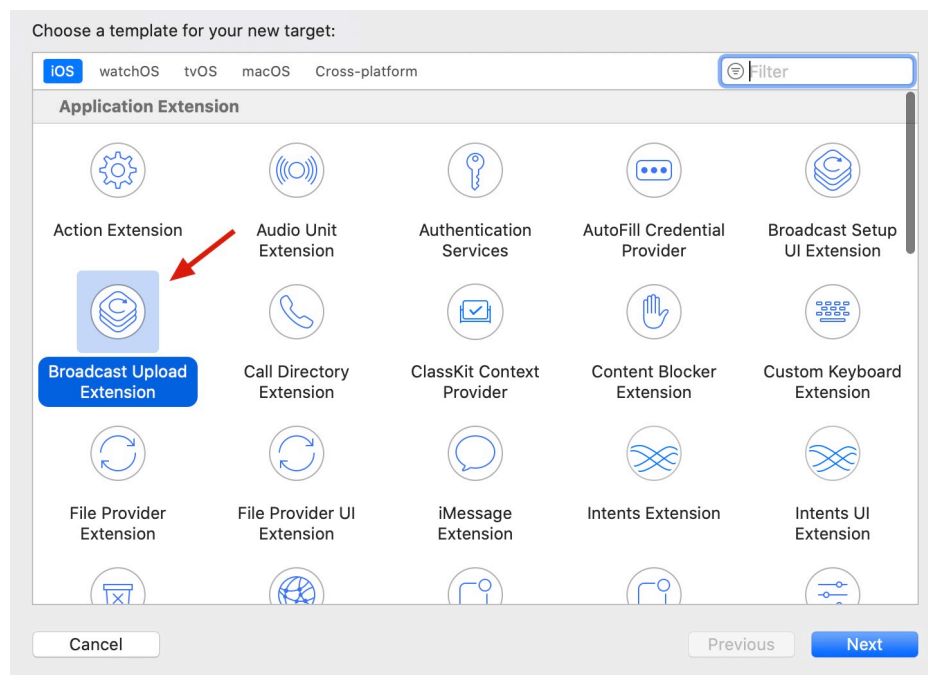 Choose a template for your new target:
iOS watchOS tvOS macOS Cross-platform Filter
Application Extension
Action Extension
Audio Unit Extension
Authentication Services
AutoFill Credential Provider
Broadcast Setup UI Extension
Broadcast Upload Extension
Call Directory Extension
ClassKit Context Provider
Content Blocker Extension
Custom Keyboard Extension
File Provider Extension
File Provider UI Extension
iMessage Extension
Intents Extension
Intents UI Extension
Cancel Previous Next